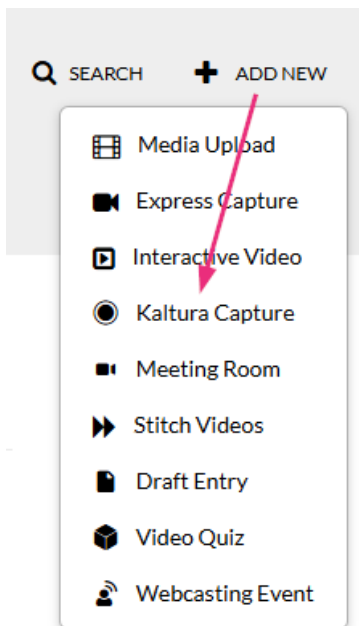 SEARCH ADD NEW
Media Upload
Express Capture
Interactive Video
Kaltura Capture
Meeting Room
Stitch Videos
Draft Entry
Video Quiz
Webcasting Event